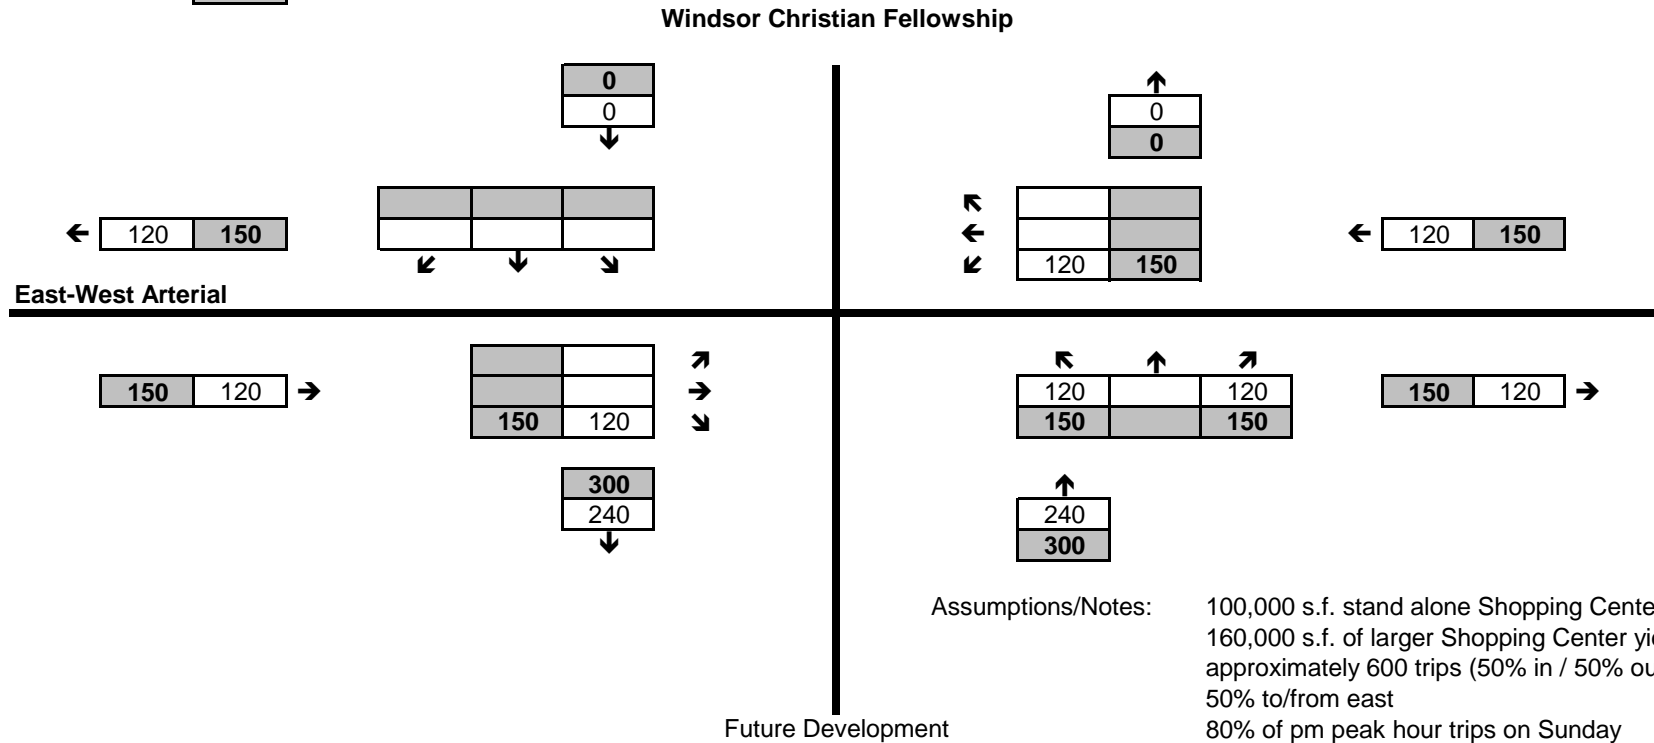 Windsor Christian Fellowship
0
0
0
0
120 150
120 150
120 150
East-West Arterial
150 120
150 120
120 120
150 150
150 120
300
240
240
300
Assumptions/Notes: 100,000 s.f. stand alone Shopping Cente
160,000 s.f. of larger Shopping Center yie
approximately 600 trips (50% in / 50% ou
50% to/from east
Future Development
80% of pm peak hour trips on Sunday